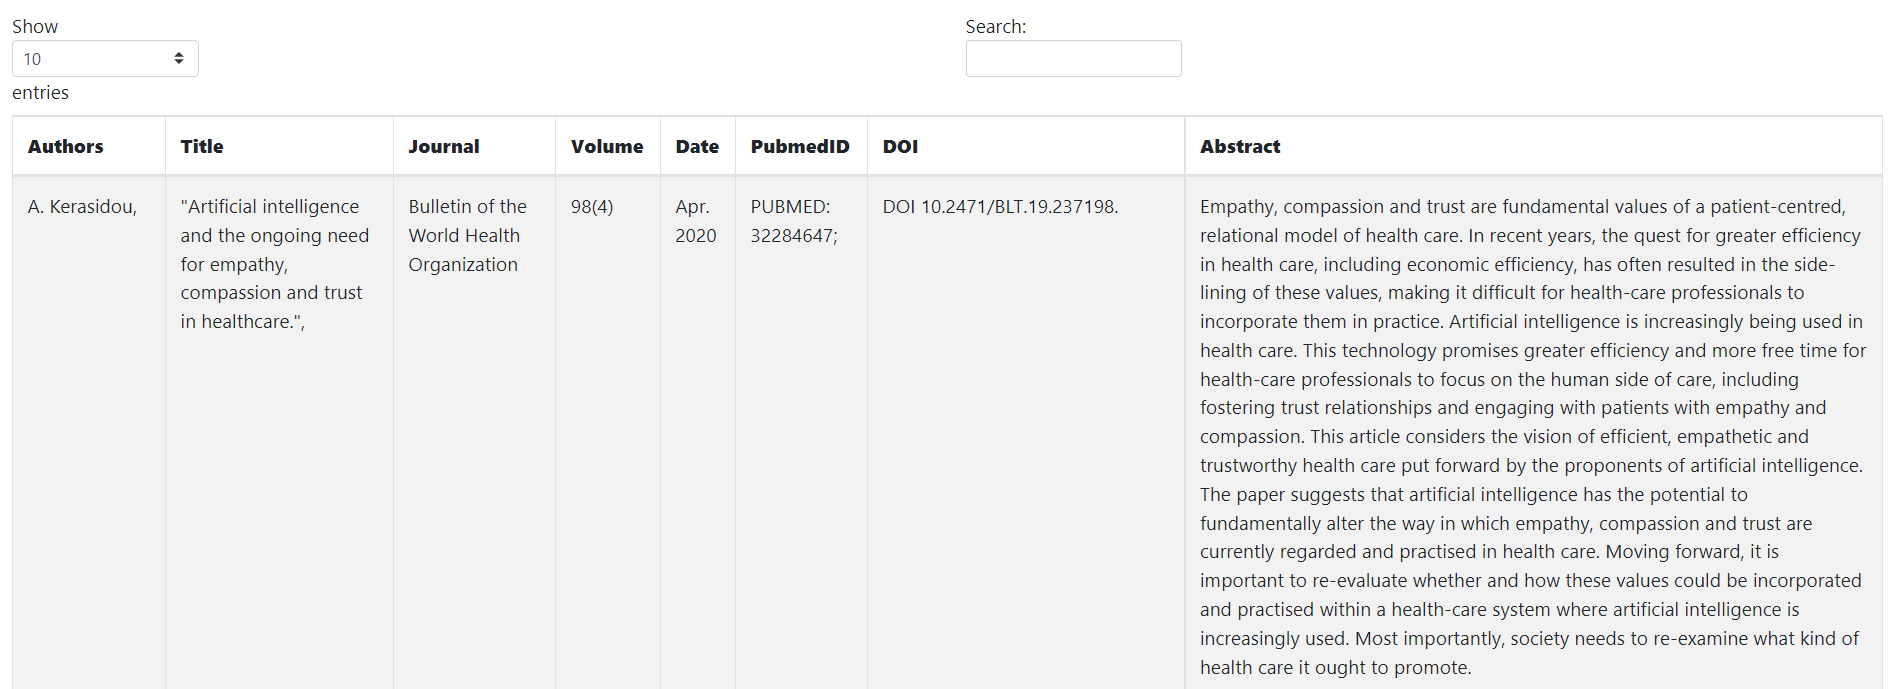 Show
10
entries
Search:
Authors
Title
Journal
Volume
Date
PubmedID
DOI
Abstract
A. Kerasidou,
"Artificial intelligence
and the ongoing need
for empathy,
compassion and trust
in healthcare.",
Bulletin of the
World Health
Organization
98(4)
Apr.
2020
PUBMED:
32284647;
DOI 10.2471/BLT.19.237198.
Empathy, compassion and trust are fundamental values of a patient-centred,
relational model of health care. In recent years, the quest for greater efficiency
in health care, including economic efficiency, has often resulted in the side-
lining of these values, making it difficult for health-care professionals to
incorporate them in practice. Artificial intelligence is increasingly being used in
health care. This technology promises greater efficiency and more free time for
health-care professionals to focus on the human side of care, including
fostering trust relationships and engaging with patients with empathy and
compassion. This article considers the vision of efficient, empathetic and
trustworthy health care put forward by the proponents of artificial intelligence.
The paper suggests that artificial intelligence has the potential to
fundamentally alter the way in which empathy, compassion and trust are
currently regarded and practised in health care. Moving forward, it is
important to re-evaluate whether and how these values could be incorporated
and practised within a health-care system where artificial intelligence is
increasingly used. Most importantly, society needs to re-examine what kind of
health care it ought to promote.